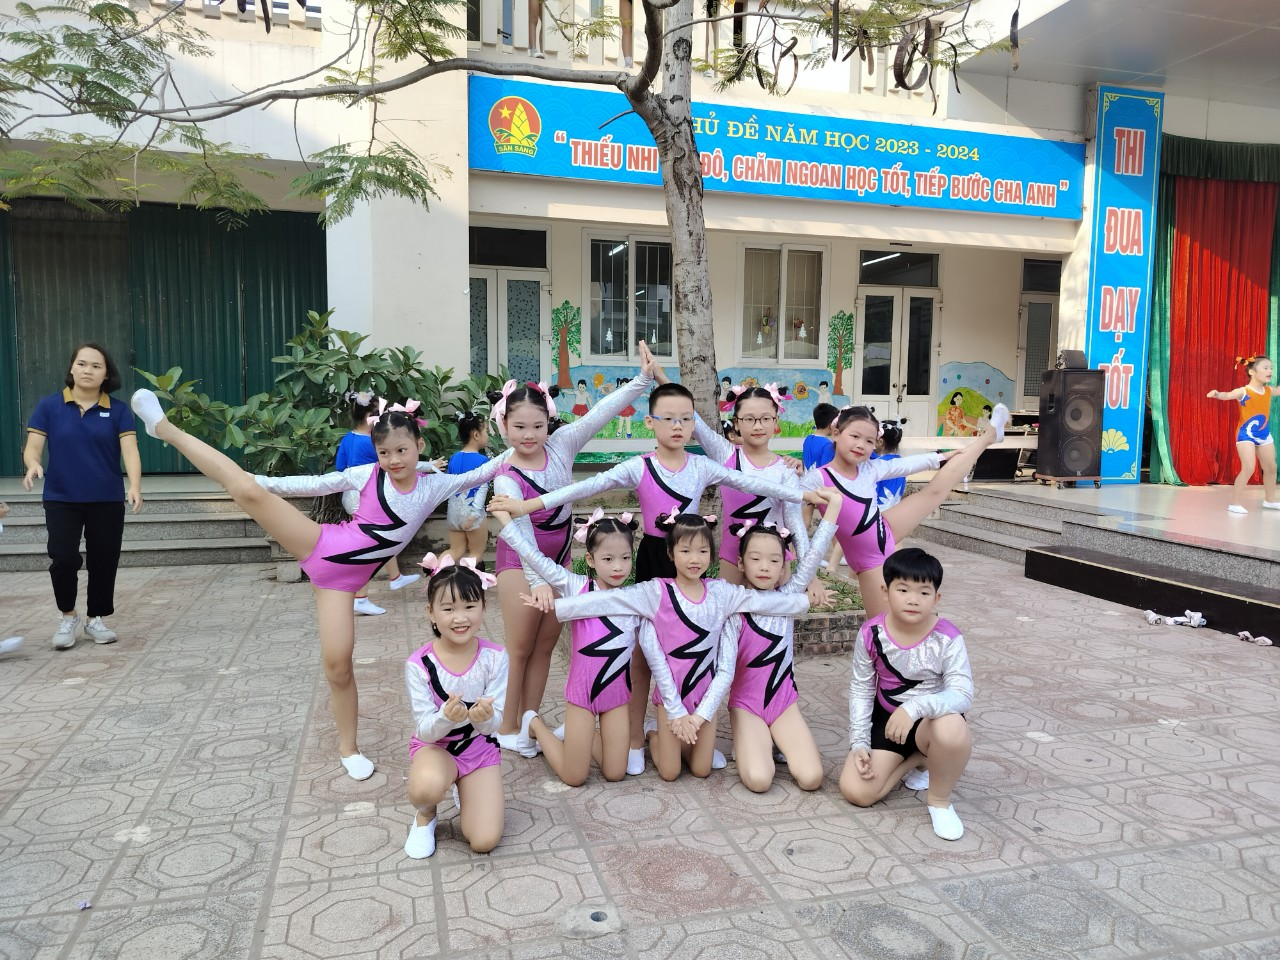 HỦ ĐỀ NĂM HỌC 2023 - 2024
SẴN SÀNG
"THIẾU NHI ĐÔ, CHĂM NGOAN HỌC TỐT, TIẾP BƯỚC CHA ANH"
THI
ĐUA
DẠY
TỐT